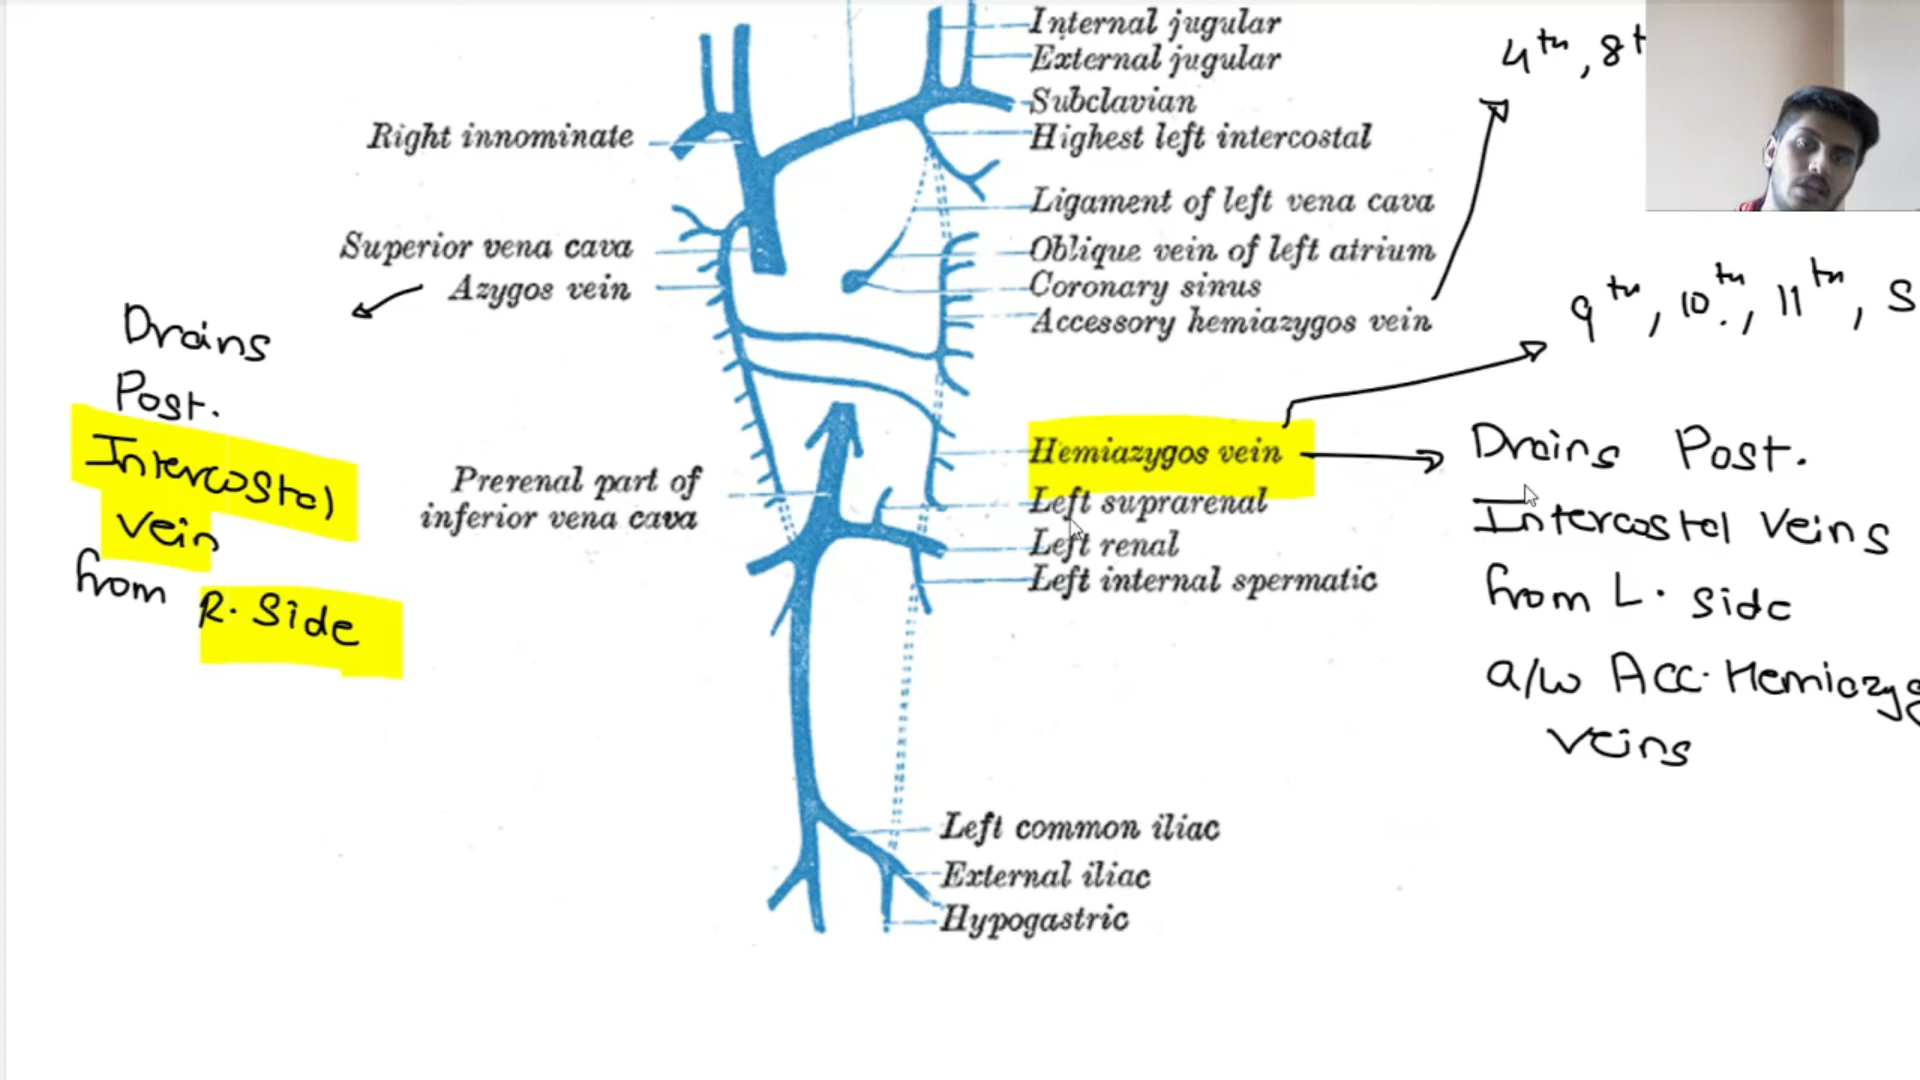 Internal jugular
External jugular
Subclavian
Highest left intercostal
Right innominate
Ligament of left vena cava
Superior vena cava
Oblique vein of left atrium
Azygos vein
Coronary sinus
Accessory hemiazygos vein
4th, 8t
9th, 10th, 11th, S
Drains
Post.
Intercostal
Vein
from R. Side
Hemiazygos vein
Prerenal part of
inferior vena cava
Left suprarenal
Left renal
Left internal spermatic
Drains Post.
Intercostal Veins
from L. side
a/w Acc. Hemiazyg
Veins
Left common iliac
External iliac
Hypogastric